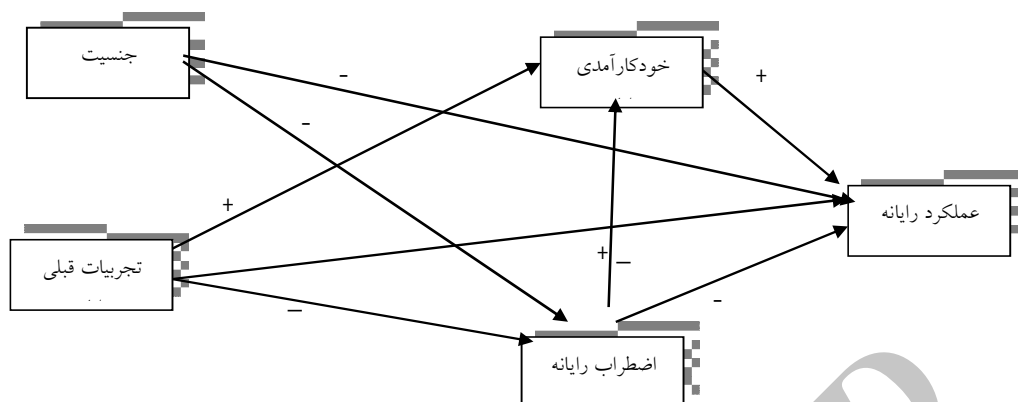 جنسیت
خودکارآمدی
-
+
-
+
عملکرد رایانه
تجربیات قبلی
+
_
-
_
اضطراب رایانه